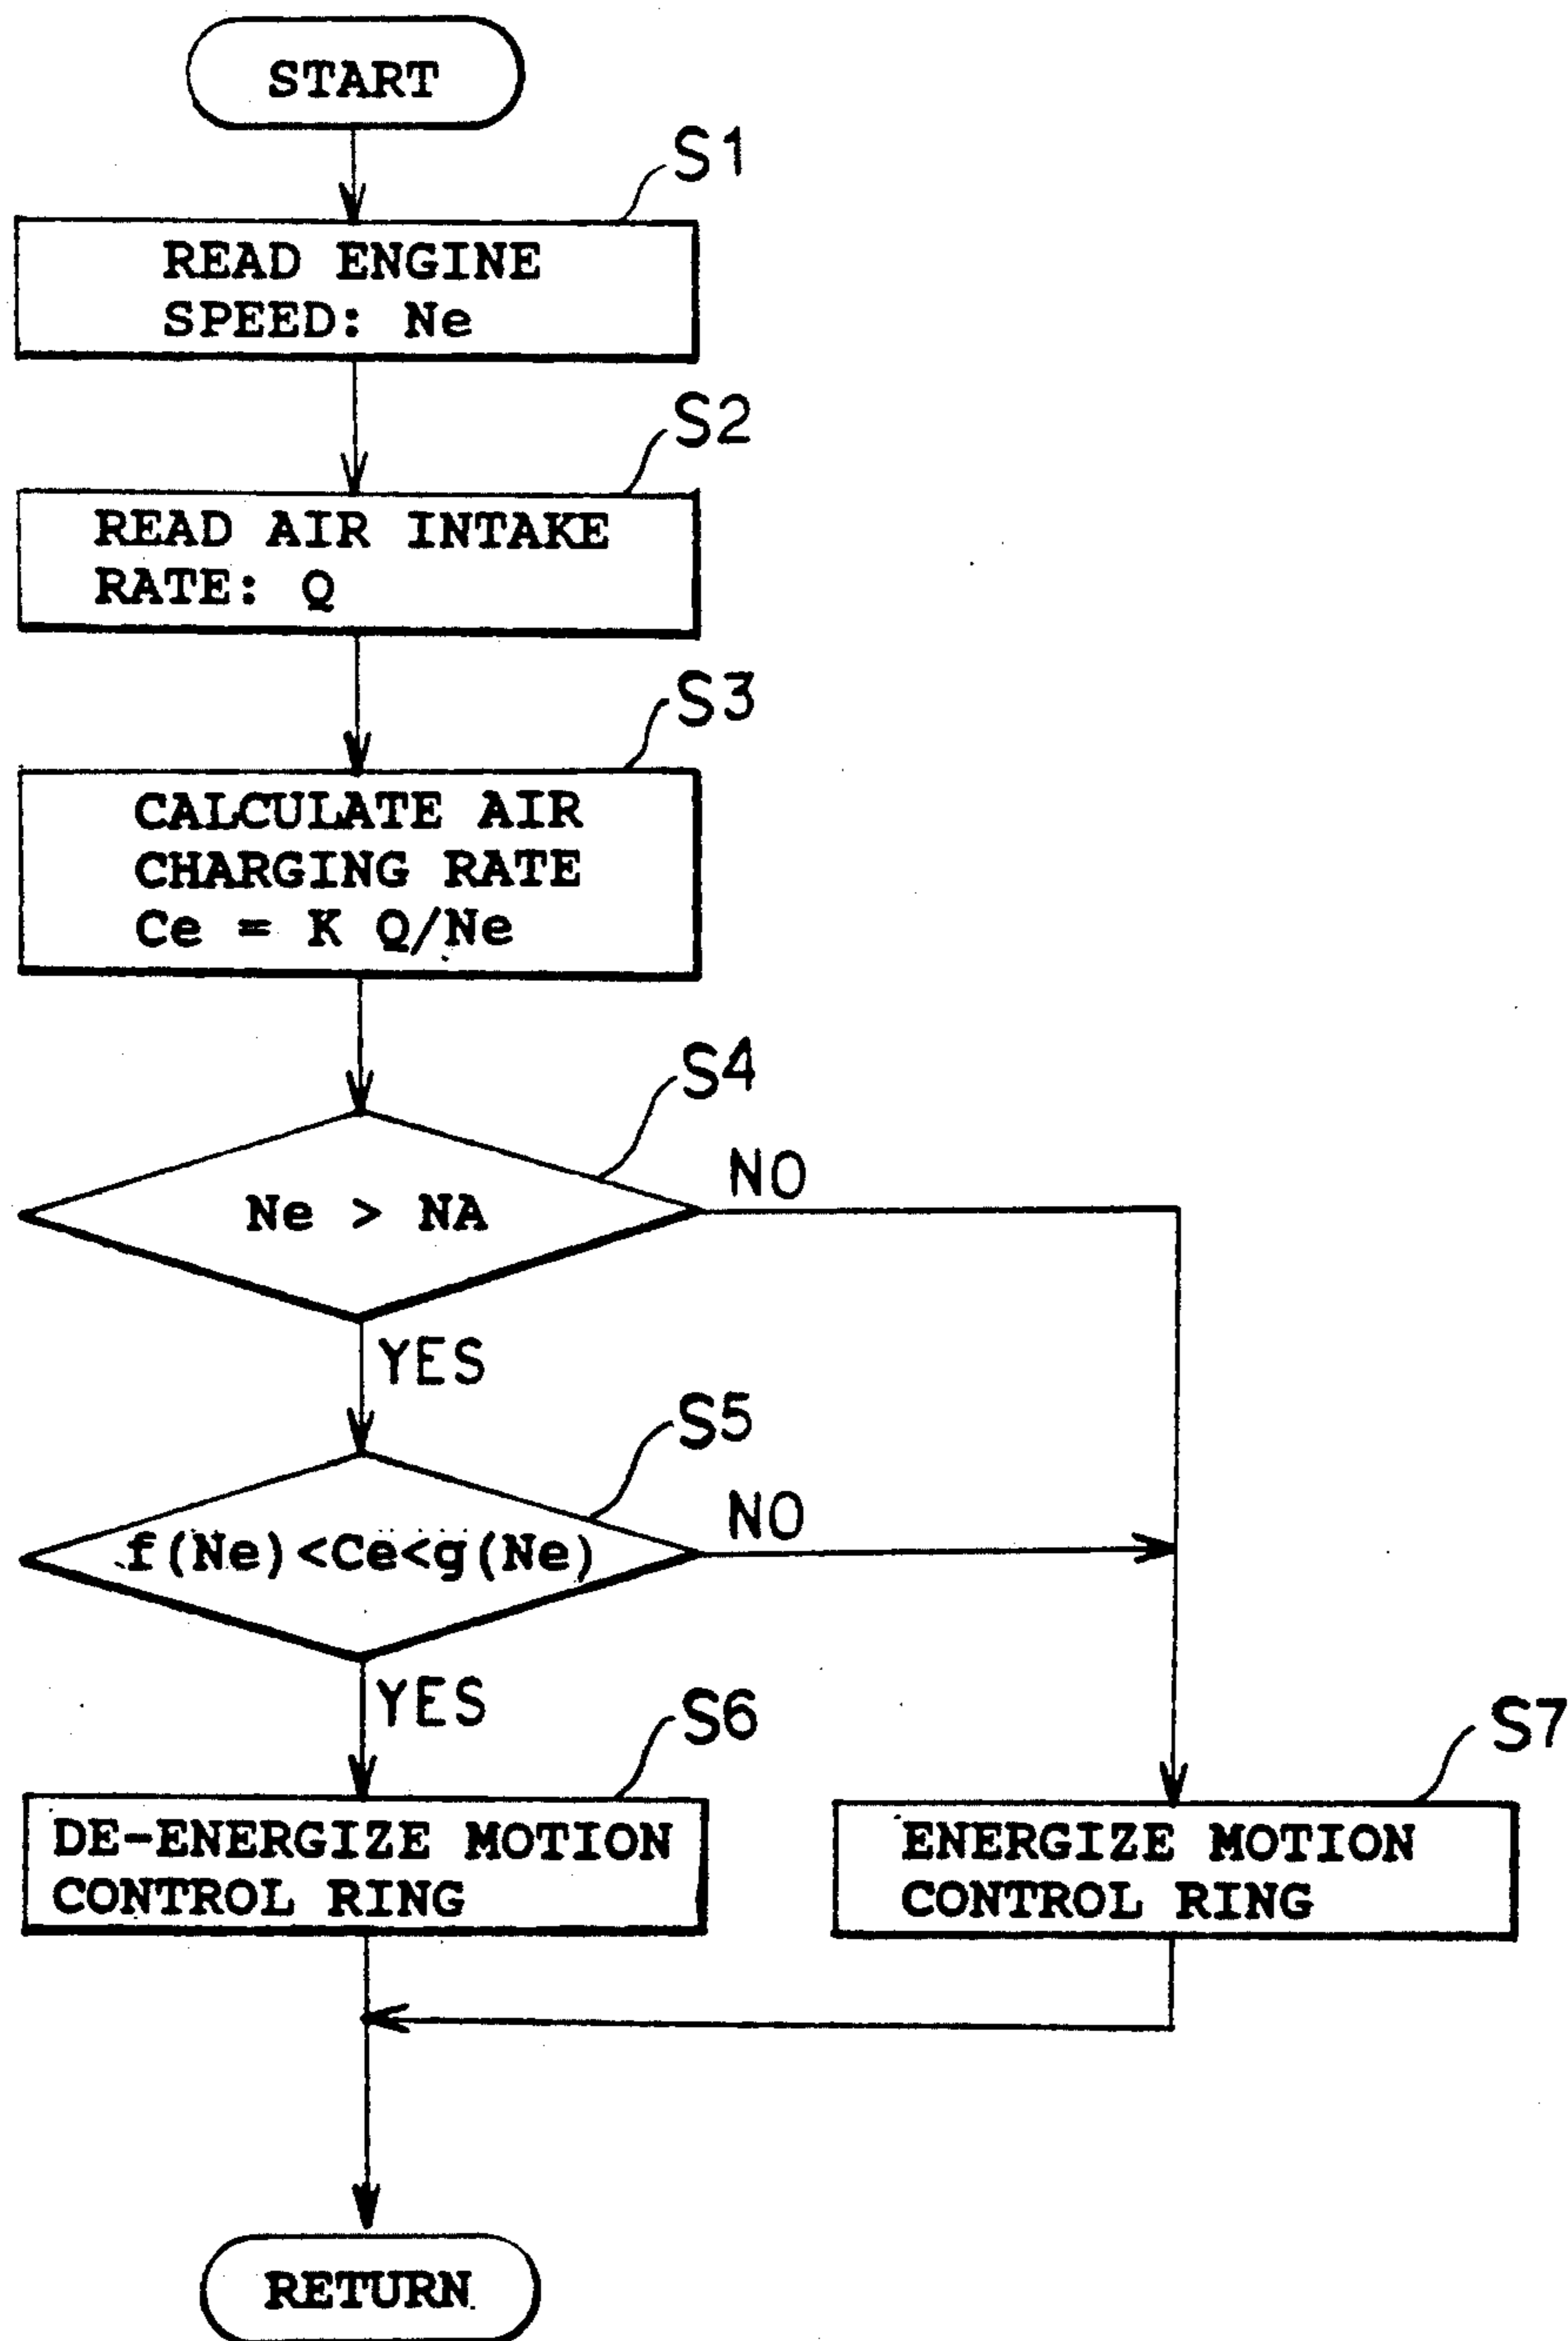 START
S1
READ ENGINE
SPEED: Ne
S2
READ AIR INTAKE
RATE: Q
S3
CALCULATE AIR
CHARGING RATE
Ce = K Q/Ne
S4
Ne > NA
NO
YES
S5
f(Ne)<Ce<g(Ne)
NO
YES
S6
DE-ENERGIZE MOTION
CONTROL RING
S7
ENERGIZE MOTION
CONTROL RING
RETURN